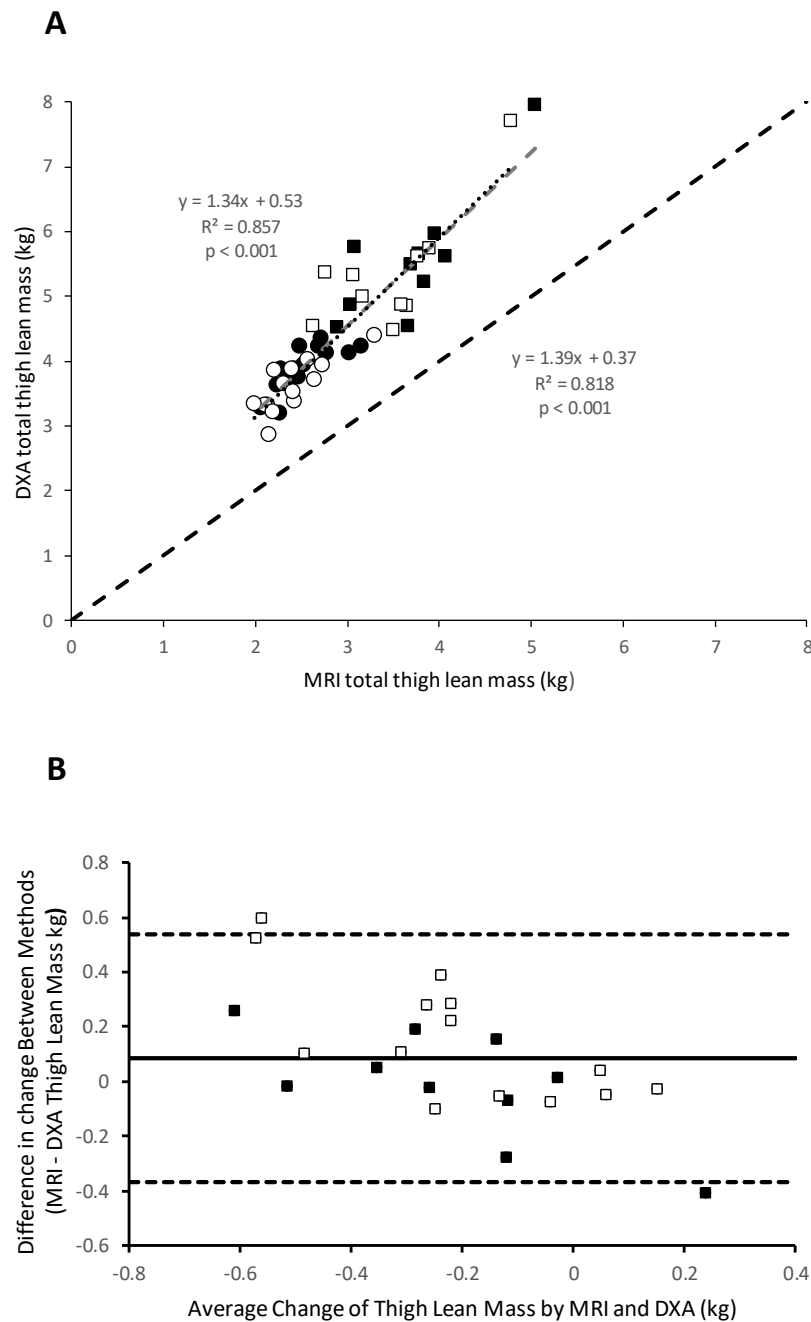 A
8
7
6
5
4
3
2
1
0
DXA total thigh lean mass (kg)
y = 1.34x + 0.53
R² = 0.857
p < 0.001
y = 1.39x + 0.37
R² = 0.818
p < 0.001
0 1 2 3 4 5 6 7 8
MRI total thigh lean mass (kg)
B
0.8
0.6
0.4
0.2
0
-0.2
-0.4
-0.6
Difference in change Between Methods
(MRI - DXA Thigh Lean Mass kg)
-0.8 -0.6 -0.4 -0.2 0 0.2 0.4
Average Change of Thigh Lean Mass by MRI and DXA (kg)